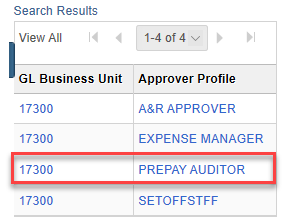 Search Results
View All 1-4 of 4
GL Business Unit Approver Profile
17300 A&R APPROVER
17300 EXPENSE MANAGER
17300 PREPAY AUDITOR
17300 SETOFFSTFF